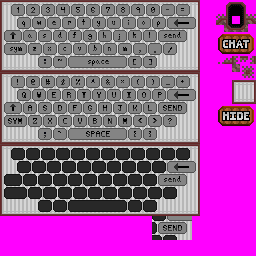 1 2 3 4 5 6 7 8 9 0 - =
q w e r t y u i o p
a s d f g h j k l send
sym z x c v b n m , . /
; ~ space [ ]
! @ # $ % ^ & * ( ) _ +
Q W E R T Y U I O P
A S D F G H J K L SEND
SYM Z X C V B N M < > ?
: ~ SPACE { }
send
SEND
CHAT
HIDE